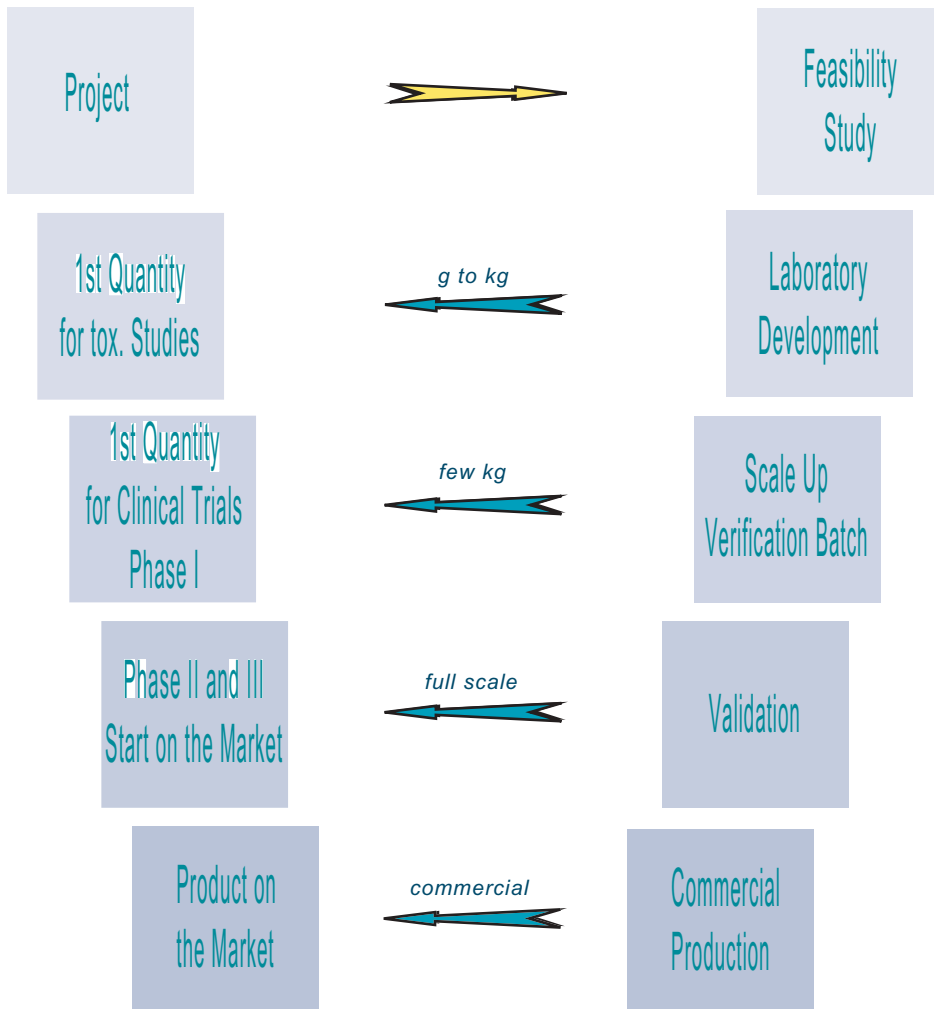 Project
Feasibility
Study
1st Quantity
for tox. Studies
g to kg
Laboratory
Development
1st Quantity
for Clinical Trials
Phase I
few kg
Scale Up
Verification Batch
Phase II and III
Start on the Market
full scale
Validation
Product on
the Market
commercial
Commercial
Production